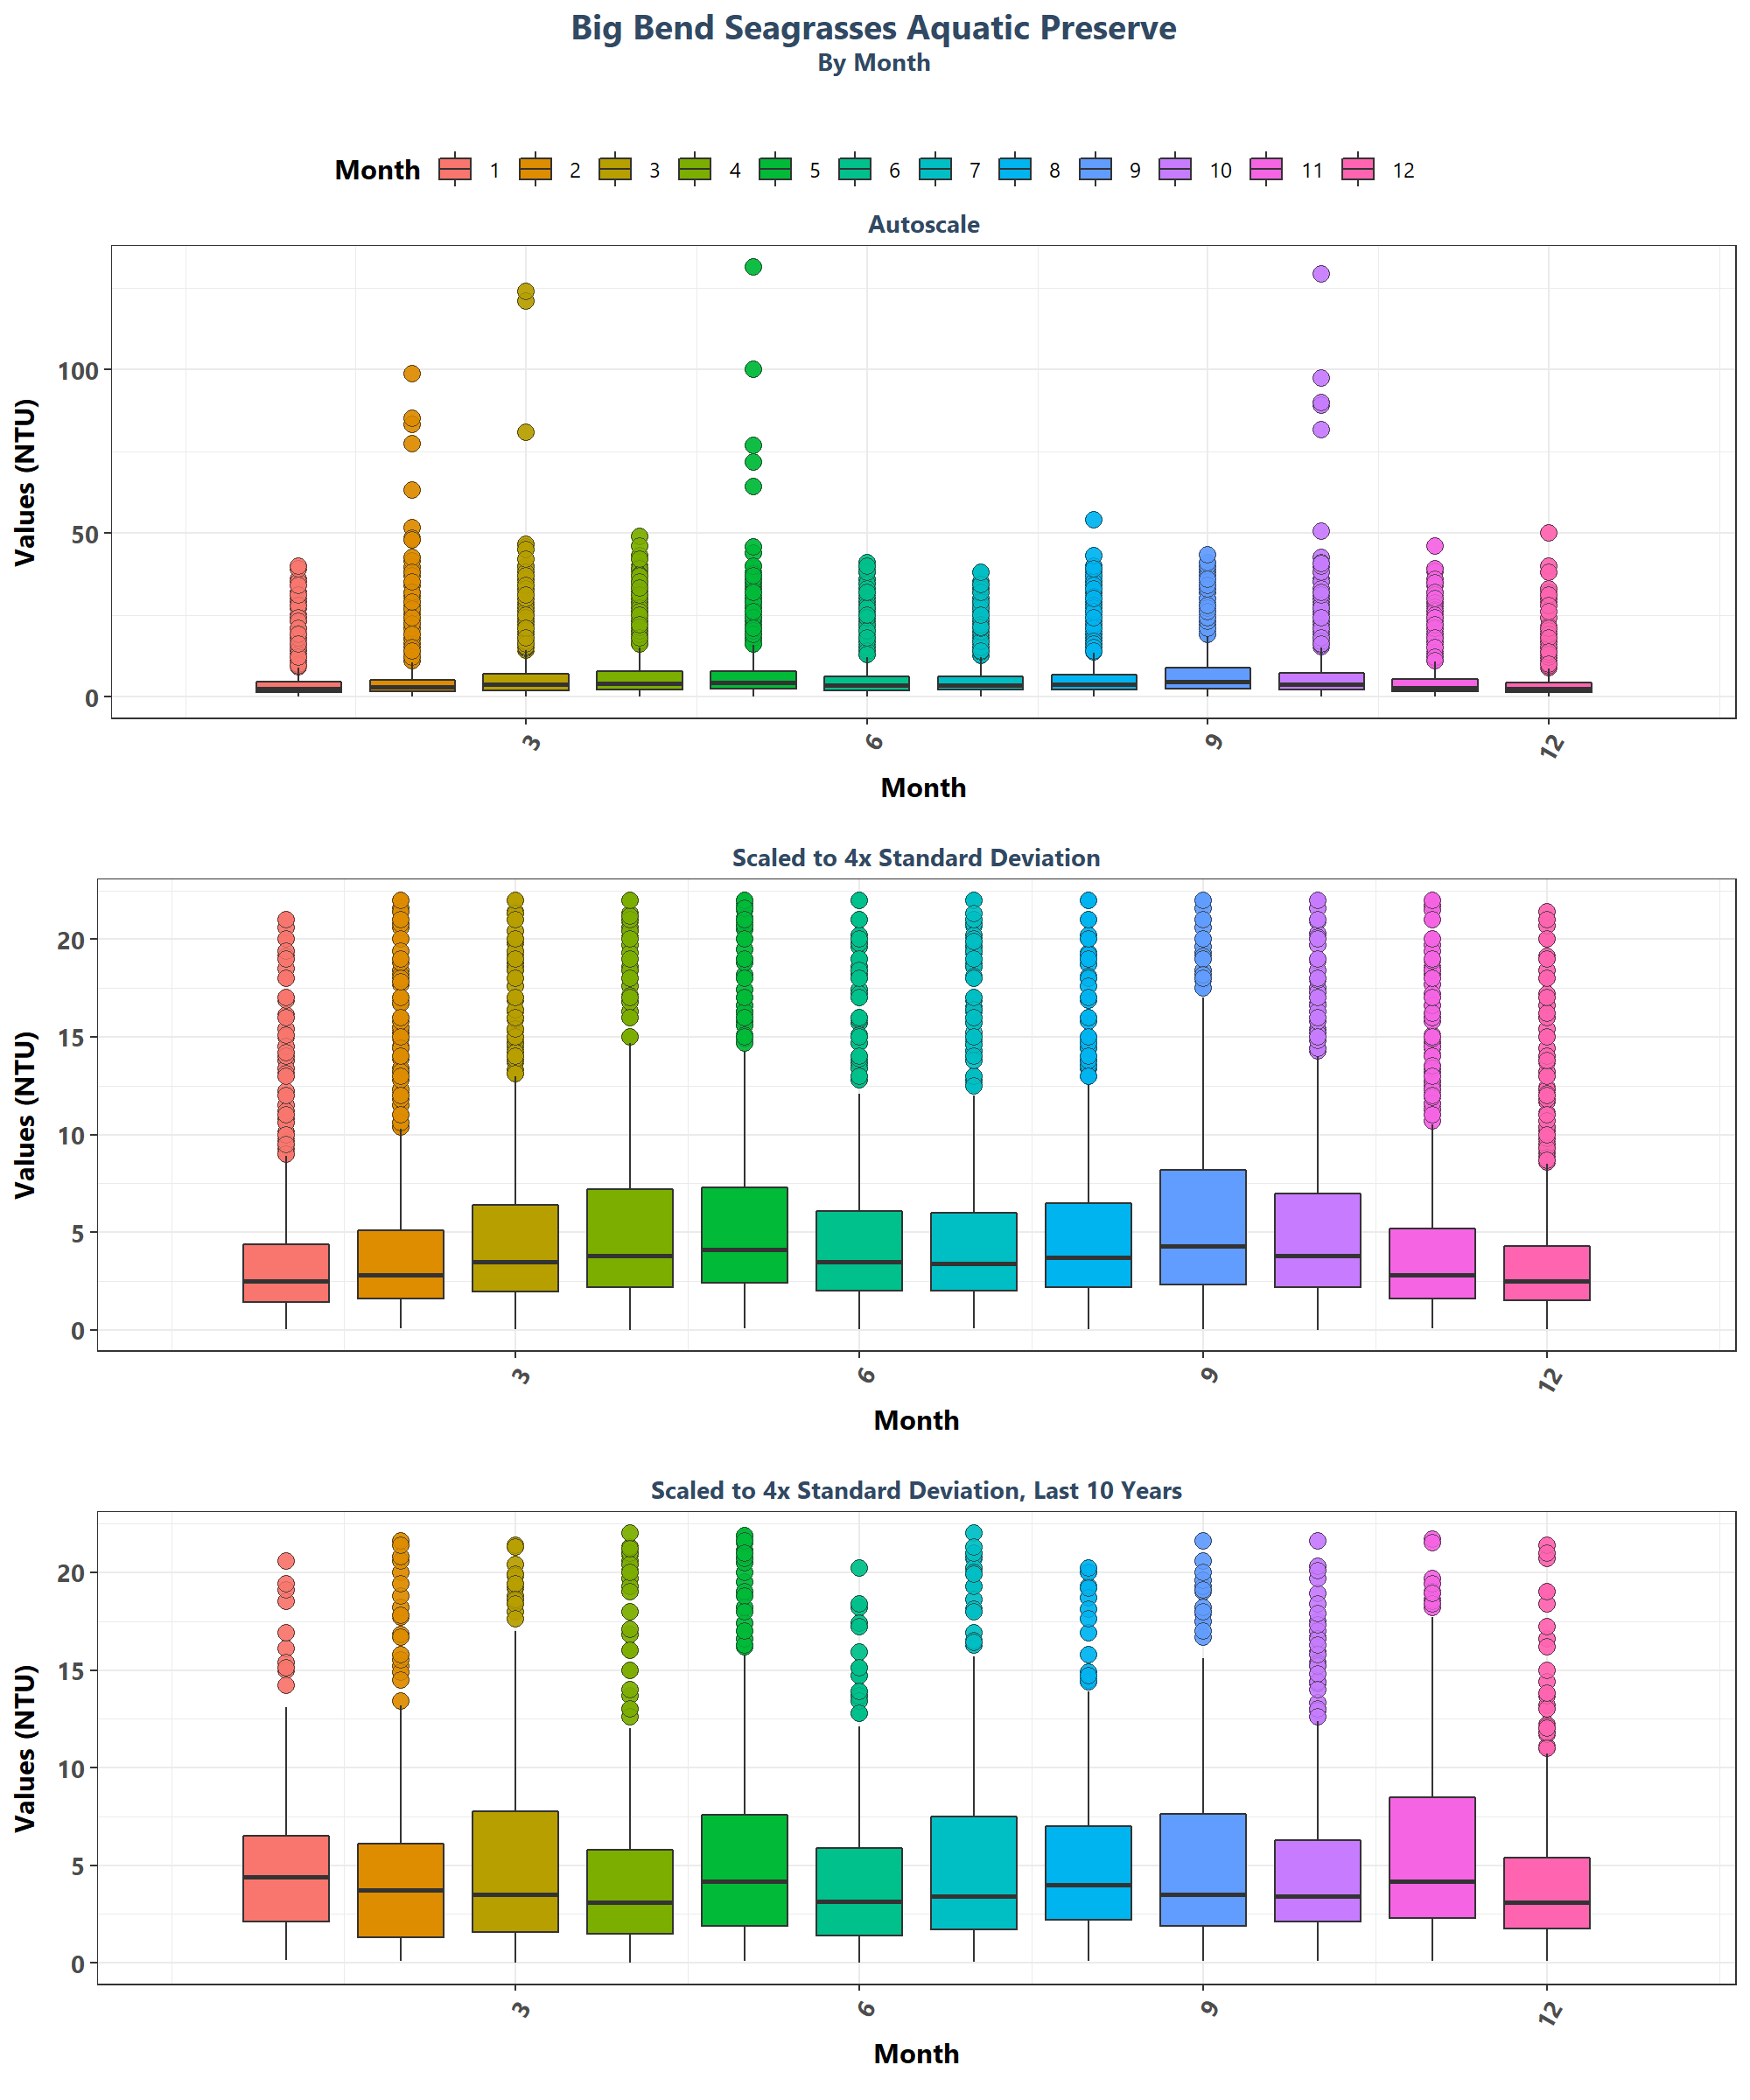 Big Bend Seagrasses Aquatic Preserve
By Month
Month 1 2 3 4 5 6 7 8 9 10 11 12
Autoscale
Values (NTU)
100
50
0
3 6 9 12
Month
Scaled to 4x Standard Deviation
Values (NTU)
20
15
10
5
0
3 6 9 12
Month
Scaled to 4x Standard Deviation, Last 10 Years
Values (NTU)
20
15
10
5
0
3 6 9 12
Month